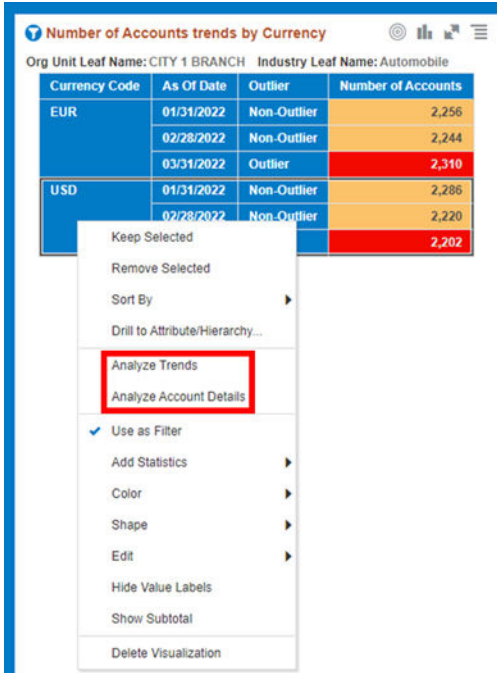 Number of Accounts trends by Currency
Org Unit Leaf Name: CITY 1 BRANCH Industry Leaf Name: Automobile
Currency Code As Of Date Outlier Number of Accounts
EUR 01/31/2022 Non-Outlier 2,256
02/28/2022 Non-Outlier 2,244
03/31/2022 Outlier 2,310
USD 01/31/2022 Non-Outlier 2,286
02/28/2022 Non-Outlier 2,220
2,202
Keep Selected
Remove Selected
Sort By
Drill to Attribute/Hierarchy...
Analyze Trends
Analyze Account Details
Use as Filter
Add Statistics
Color
Shape
Edit
Hide Value Labels
Show Subtotal
Delete Visualization